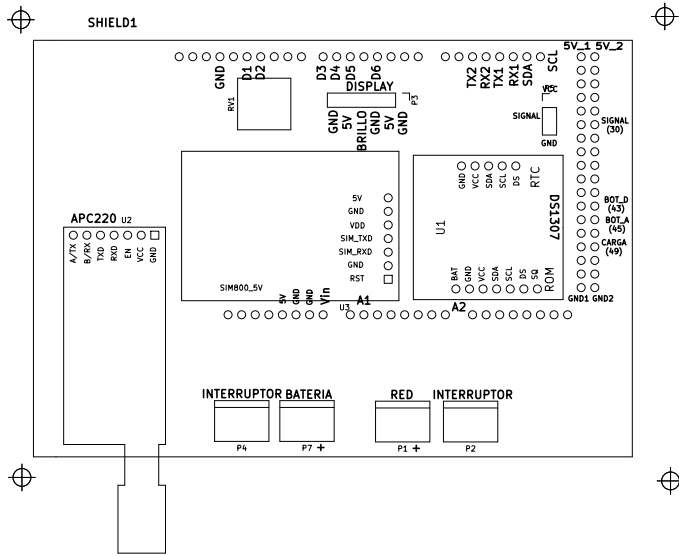 SHIELD1
5V_1 5V_2
GND
D1
D2
D3
D4
D5
D6
TX2
RX2
TX1
RX1
SDA
SCL
RV1
DISPLAY
P3
GND
5V
BRILLO
GND
5V
GND
VCC
SIGNAL
GND
SIGNAL
(30)
BOT_D
(43)
BOT_A
(45)
CARGA
(49)
GND1 GND2
5V
GND
VDD
SIM_TXD
SIM_RXD
GND
RST
SIM800_5V
U3
GND
VCC
SDA
SCL
DS
RTC
U1
DS1307
BAT
GND
VCC
SDA
SCL
DS
SQ
ROM
APC220 U2
A/TX
B/RX
TXD
RXD
EN
VCC
GND
5V
GND
GND
Vin
A1
A2
INTERRUPTOR BATERIA
RED INTERRUPTOR
P4
P7 +
P1 +
P2